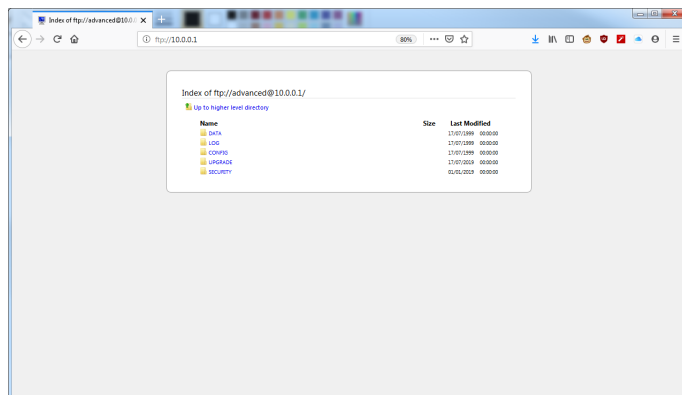 Index of ftp://advanced@10.0.0
ftp://10.0.0.1
80%
Index of ftp://advanced@10.0.0.1/
Up to higher level directory
Name Size Last Modified
DATA 17/07/1999 00:00:00
LOG 17/07/1999 00:00:00
CONFIG 17/07/1999 00:00:00
UPGRADE 17/07/2019 00:00:00
SECURITY 01/01/2019 00:00:00